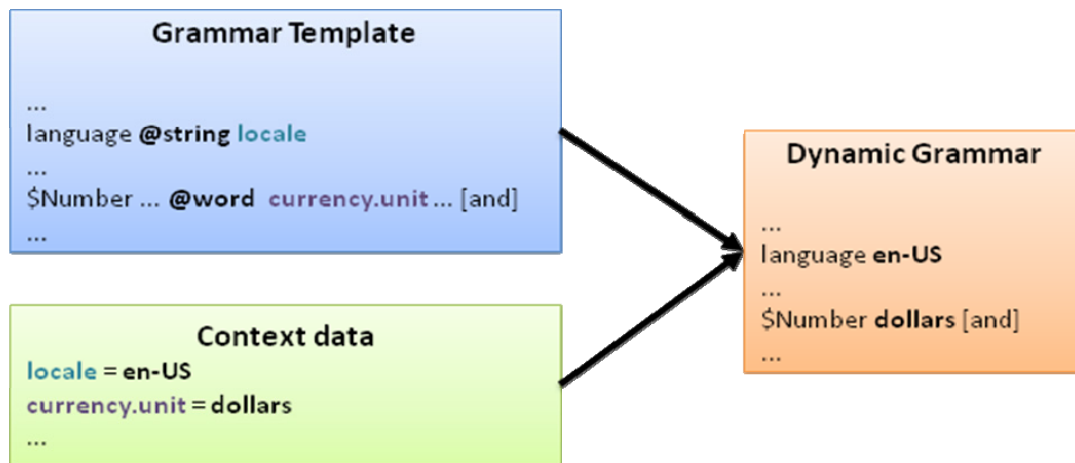 Grammar Template
...
language @string locale
...
$Number ... @word currency.unit ... [and]
...
Context data
locale = en-US
currency.unit = dollars
...
Dynamic Grammar
...
language en-US
...
$Number dollars [and]
...